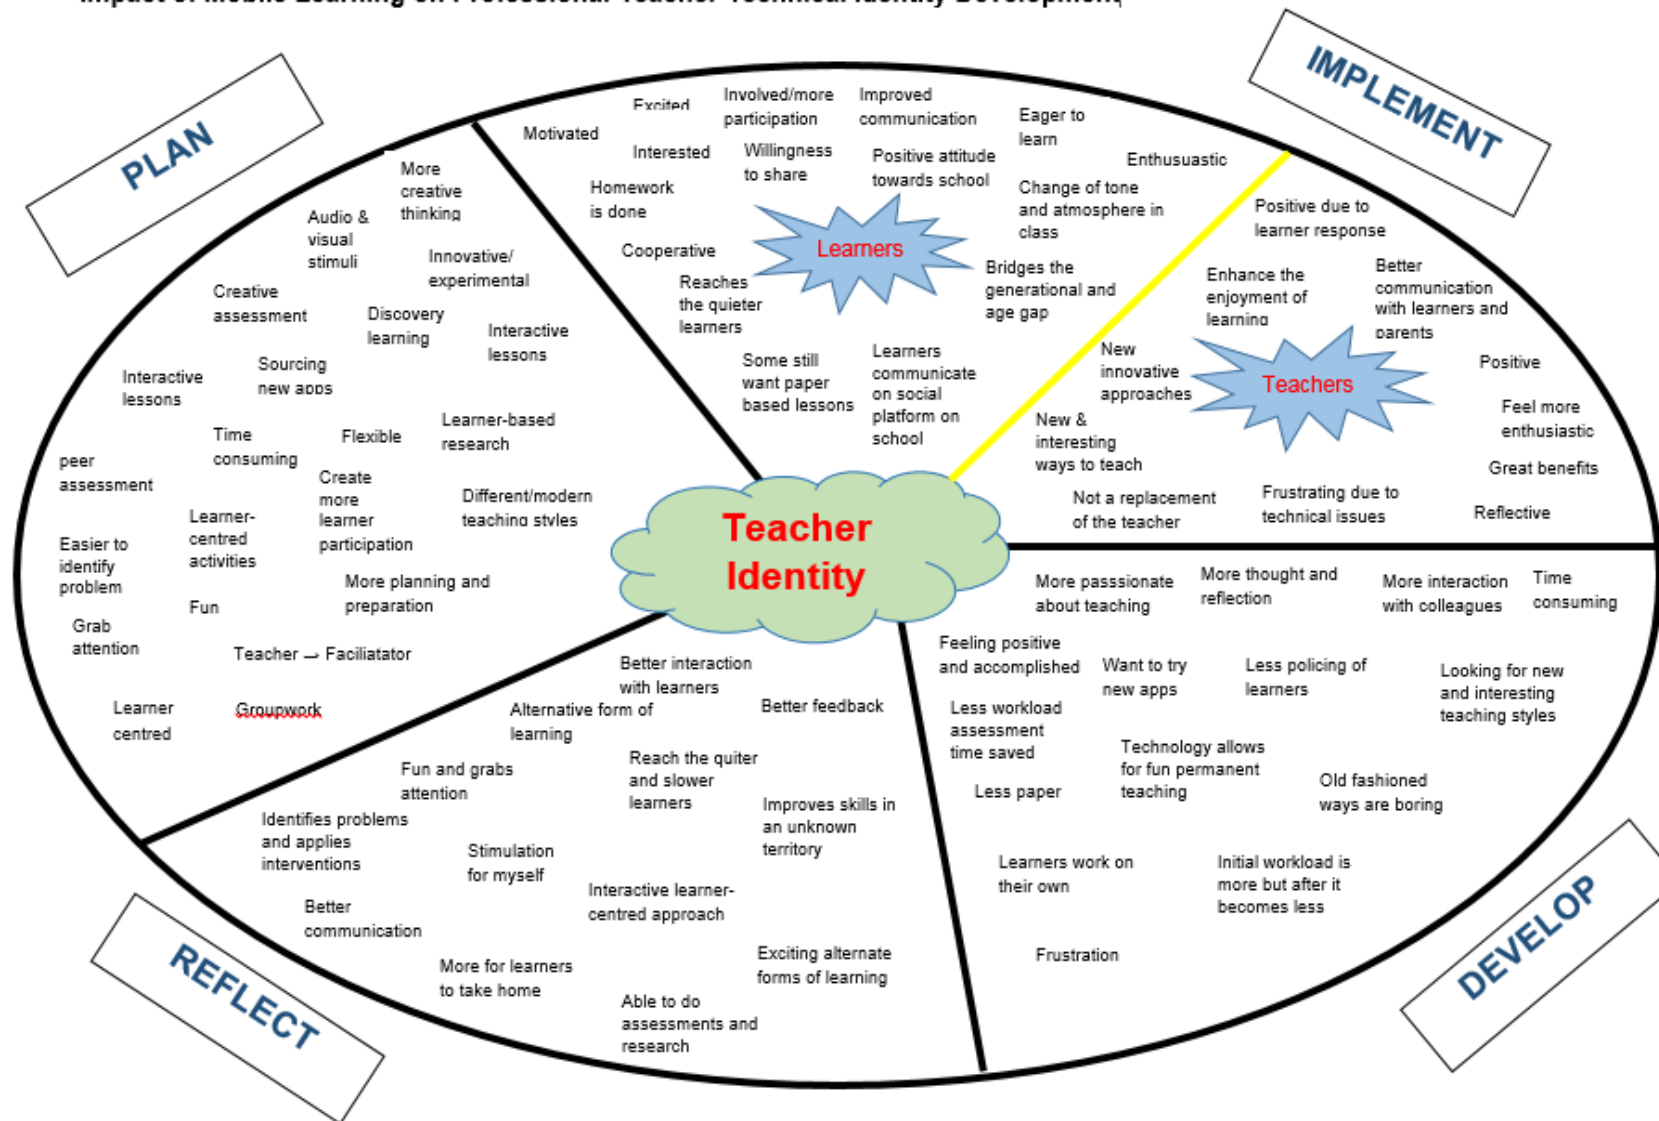 Impact of Mobile Learning on Professional Teacher Technical Identity Development
PLAN
More
creative
thinking
Audio &
visual
stimuli
Innovative/
experimental
Creative
assessment
Discovery
learning
Interactive
lessons
Sourcing
new apps
Interactive
lessons
Learner-based
research
Time
consuming
Flexible
peer
assessment
Create
more
learner
participation
Different/modern
teaching styles
Learner-
centred
activities
Easier to
identify
problem
More planning and
preparation
Fun
Grab
attention
Teacher → Faciliatator
Learner
centred
Groupwork
IMPLEMENT
Excited
Involved/more
participation
Improved
communication
Eager to
learn
Motivated
Interested
Willingness
to share
Positive attitude
towards school
Enthusuastic
Homework
is done
Change of tone
and atmosphere in
class
Learners
Cooperative
Reaches
the quieter
learners
Bridges the
generational and
age gap
Some still
want paper
based lessons
Learners
communicate
on social
platform on
school
Positive due to
learner response
Enhance the
enjoyment of
learning
Better
communication
with learners and
parents
New
innovative
approaches
Teachers
Positive
Feel more
enthusiastic
New &
interesting
ways to teach
Great benefits
Not a replacement
of the teacher
Frustrating due to
technical issues
Reflective
Teacher
Identity
More passsionate
about teaching
More thought and
reflection
More interaction
with colleagues
Time
consuming
Feeling positive
and accomplished
Want to try
new apps
Less policing of
learners
Looking for new
and interesting
teaching styles
Less workload
assessment
time saved
Technology allows
for fun permanent
teaching
Less paper
Old fashioned
ways are boring
Learners work on
their own
Initial workload is
more but after it
becomes less
Frustration
DEVELOP
Better interaction
with learners
Alternative form of
learning
Better feedback
Fun and grabs
attention
Reach the quiter
and slower
learners
Identifies problems
and applies
interventions
Improves skills in
an unknown
territory
Stimulation
for myself
Interactive learner-
centred approach
Better
communication
More for learners
to take home
Exciting alternate
forms of learning
Able to do
assessments and
research
REFLECT